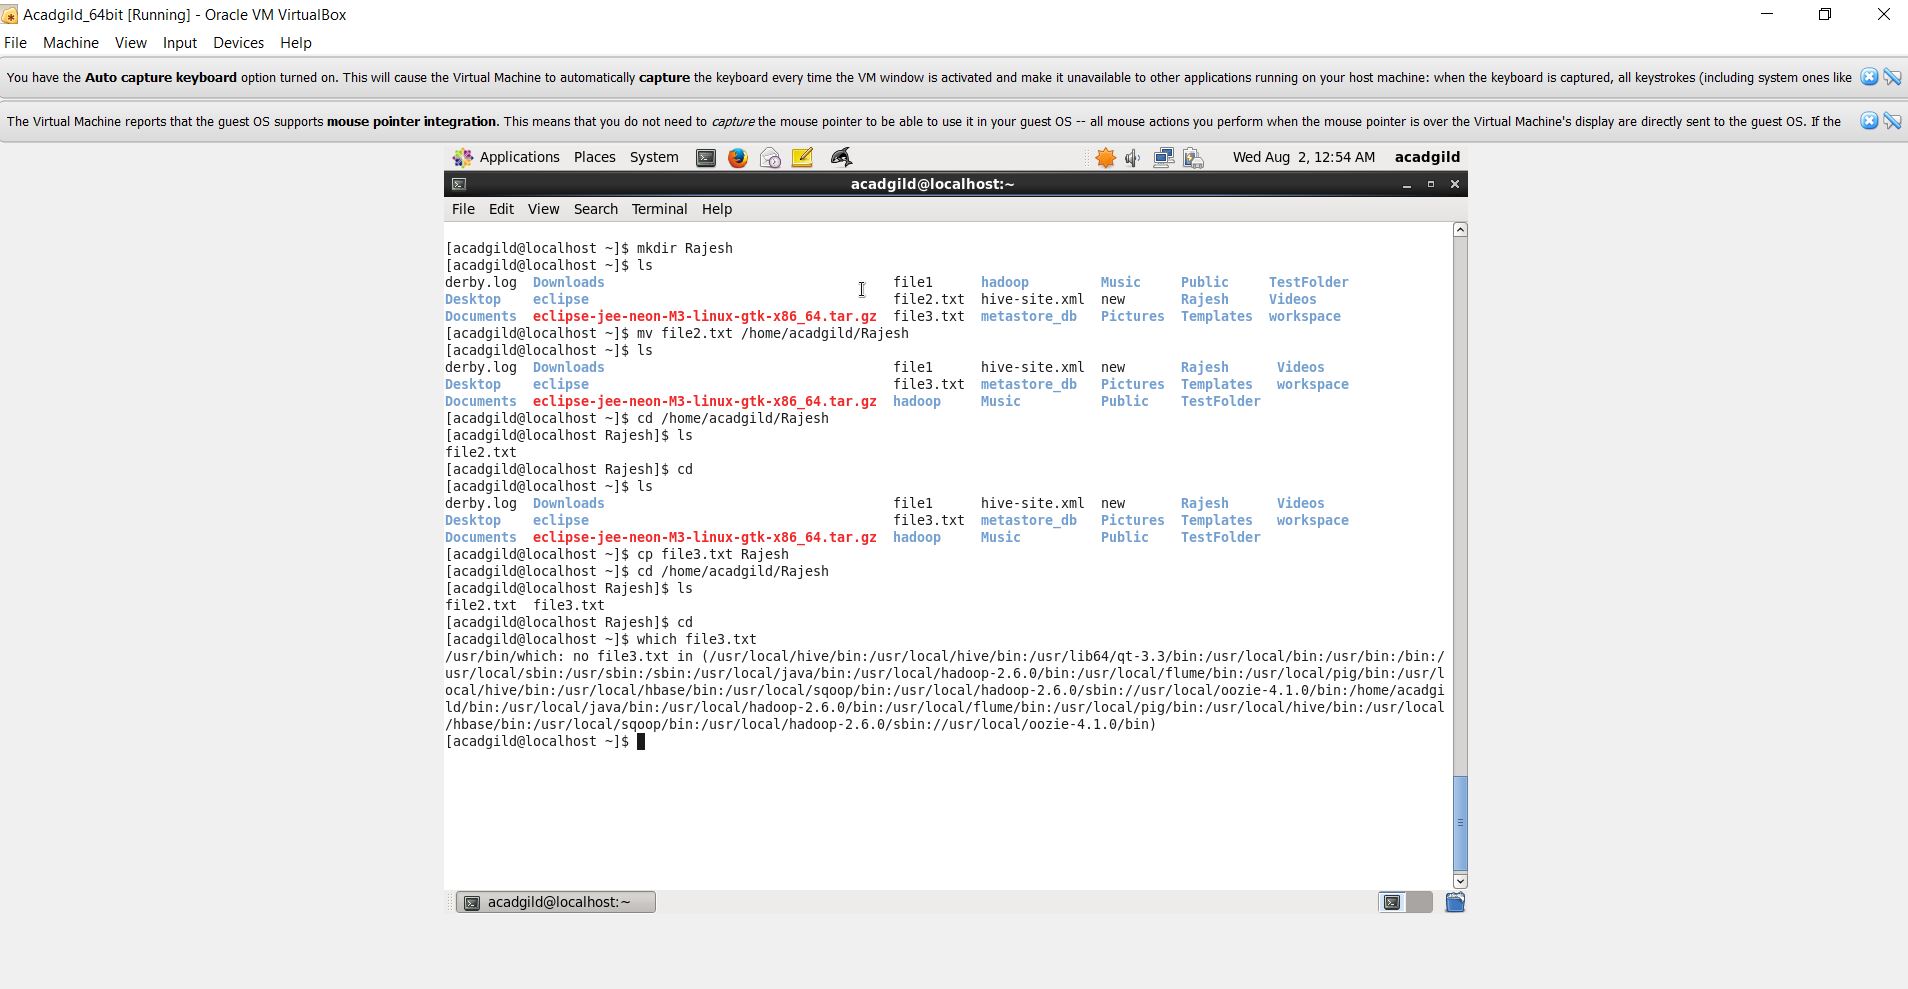 Acadgild_64bit [Running] - Oracle VM VirtualBox
File Machine View Input Devices Help
You have the Auto capture keyboard option turned on. This will cause the Virtual Machine to automatically capture the keyboard every time the VM window is activated and make it unavailable to other applications running on your host machine: when the keyboard is captured, all keystrokes (including system ones like
The Virtual Machine reports that the guest OS supports mouse pointer integration. This means that you do not need to capture the mouse pointer to be able to use it in your guest OS -- all mouse actions you perform when the mouse pointer is over the Virtual Machine's display are directly sent to the guest OS. If the
Applications Places System Wed Aug 2, 12:54 AM acadgild
acadgild@localhost:~
File Edit View Search Terminal Help
[acadgild@localhost ~]$ mkdir Rajesh
[acadgild@localhost ~]$ ls
derby.log Downloads file1 hadoop Music Public TestFolder
Desktop eclipse file2.txt hive-site.xml new Rajesh Videos
Documents eclipse-jee-neon-M3-linux-gtk-x86_64.tar.gz file3.txt metastore_db Pictures Templates workspace
[acadgild@localhost ~]$ mv file2.txt /home/acadgild/Rajesh
[acadgild@localhost ~]$ ls
derby.log Downloads file1 hive-site.xml new Rajesh Videos
Desktop eclipse file3.txt metastore_db Pictures Templates workspace
Documents eclipse-jee-neon-M3-linux-gtk-x86_64.tar.gz hadoop Music Public TestFolder
[acadgild@localhost ~]$ cd /home/acadgild/Rajesh
[acadgild@localhost Rajesh]$ ls
file2.txt
[acadgild@localhost Rajesh]$ cd
[acadgild@localhost ~]$ ls
derby.log Downloads file1 hive-site.xml new Rajesh Videos
Desktop eclipse file3.txt metastore_db Pictures Templates workspace
Documents eclipse-jee-neon-M3-linux-gtk-x86_64.tar.gz hadoop Music Public TestFolder
[acadgild@localhost ~]$ cp file3.txt Rajesh
[acadgild@localhost ~]$ cd /home/acadgild/Rajesh
[acadgild@localhost Rajesh]$ ls
file2.txt file3.txt
[acadgild@localhost Rajesh]$ cd
[acadgild@localhost ~]$ which file3.txt
/usr/bin/which: no file3.txt in (/usr/local/hive/bin:/usr/local/hive/bin:/usr/lib64/qt-3.3/bin:/usr/local/bin:/usr/bin:/bin:/
usr/local/sbin:/usr/sbin:/sbin:/usr/local/java/bin:/usr/local/hadoop-2.6.0/bin:/usr/local/flume/bin:/usr/local/pig/bin:/usr/l
ocal/hive/bin:/usr/local/hbase/bin:/usr/local/sqoop/bin:/usr/local/hadoop-2.6.0/sbin://usr/local/oozie-4.1.0/bin:/home/acadgi
ld/bin:/usr/local/java/bin:/usr/local/hadoop-2.6.0/bin:/usr/local/flume/bin:/usr/local/pig/bin:/usr/local/hive/bin:/usr/local
/hbase/bin:/usr/local/sqoop/bin:/usr/local/hadoop-2.6.0/sbin://usr/local/oozie-4.1.0/bin)
[acadgild@localhost ~]$
acadgild@localhost:~